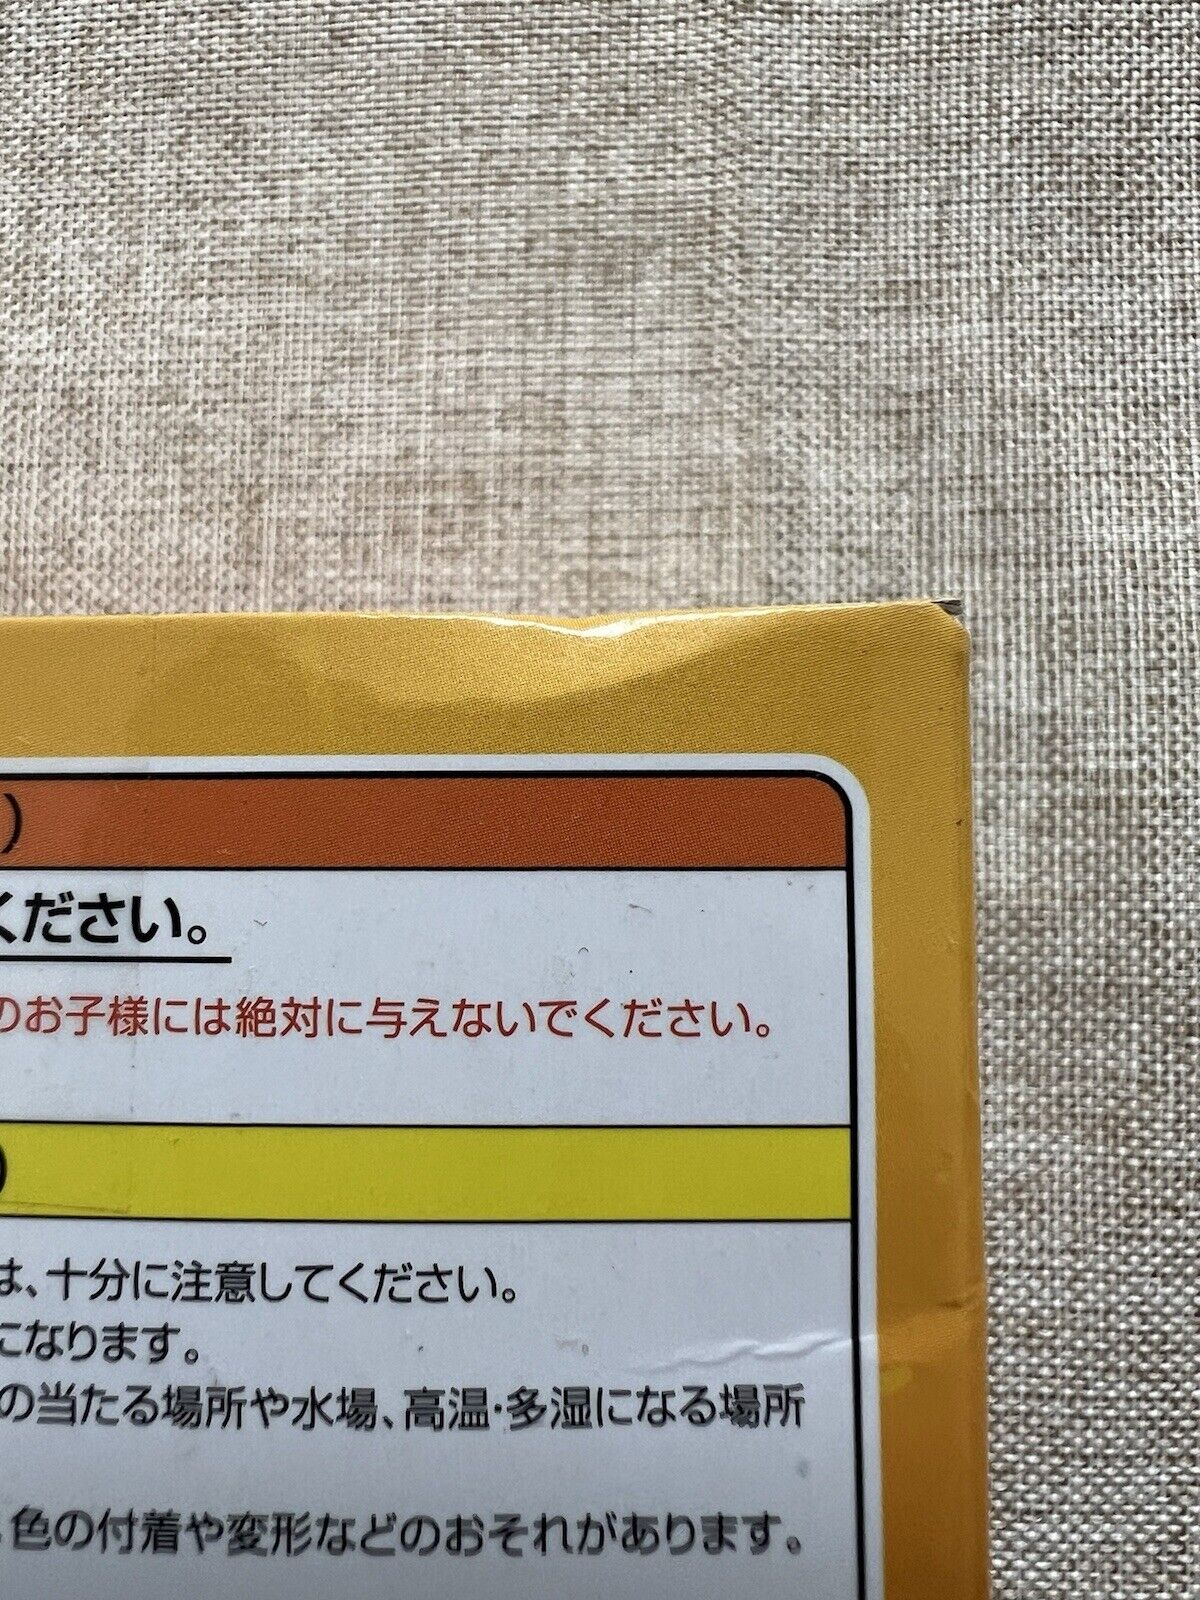 )
ください。
のお子様には絶対に与えないでください。
)
は、十分に注意してください。
になります。
の当たる場所や水場、高温・多湿になる場所
色の付着や変形などのおそれがあります。